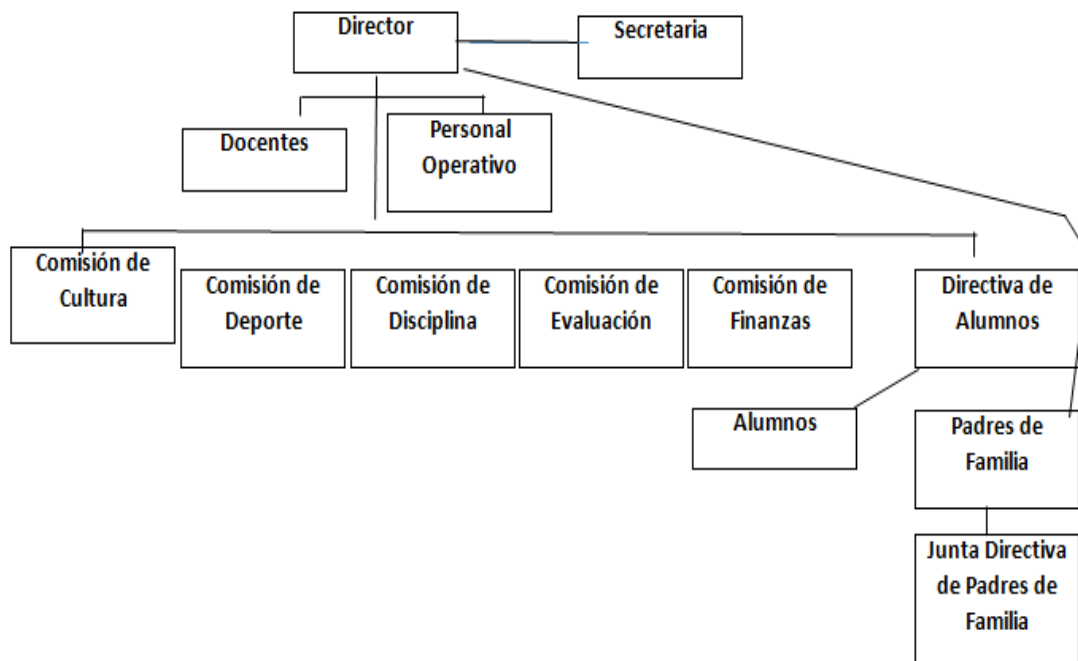 Director
Secretaria
Docentes
Personal
Operativo
Comisión de
Cultura
Comisión de
Deporte
Comisión de
Disciplina
Comisión de
Evaluación
Comisión de
Finanzas
Directiva de
Alumnos
Alumnos
Padres de
Familia
Junta Directiva
de Padres de
Familia